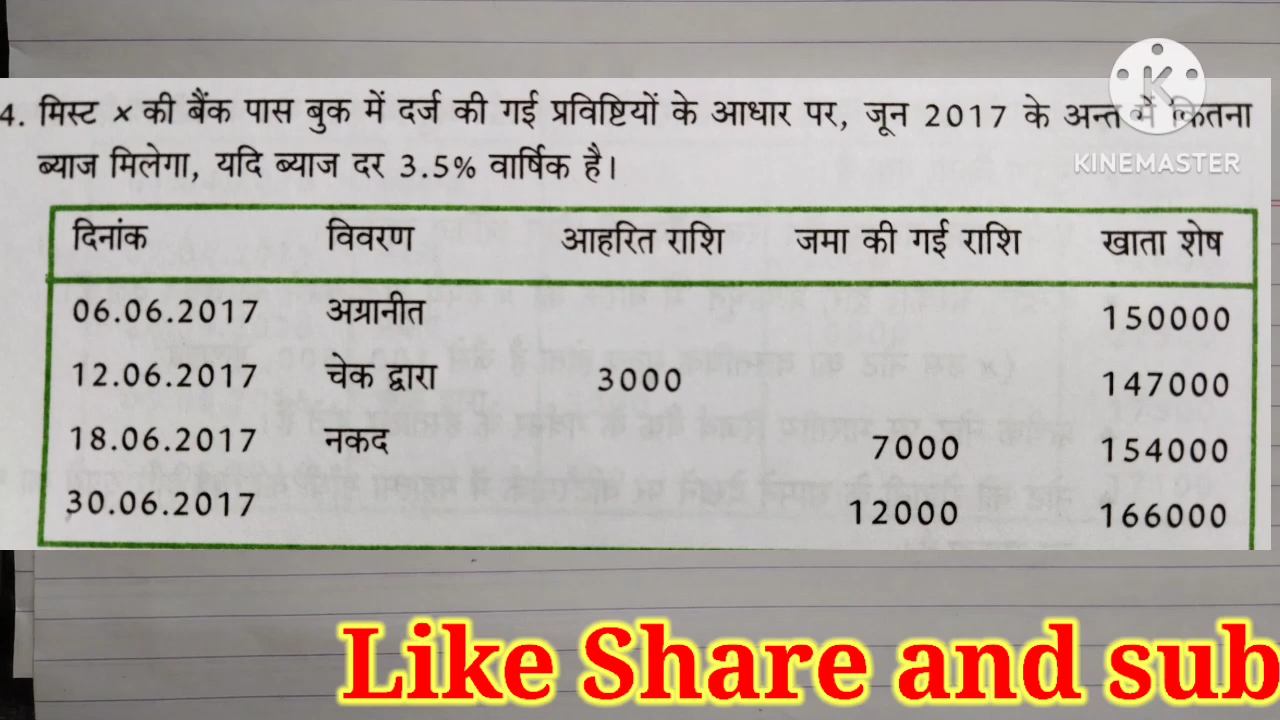 4. मिस्ट x की बैंक पास बुक में दर्ज की गई प्रविष्टियों के आधार पर, जून 2017 के अन्त में कितना
ब्याज मिलेगा, यदि ब्याज दर 3.5% वार्षिक है।
K
KINEMASTER
दिनांक विवरण आहरित राशि जमा की गई राशि खाता शेष
06.06.2017 अग्रानीत 150000
12.06.2017 चेक द्वारा 3000 147000
18.06.2017 नकद 7000 154000
30.06.2017 12000 166000
Like Share and sub